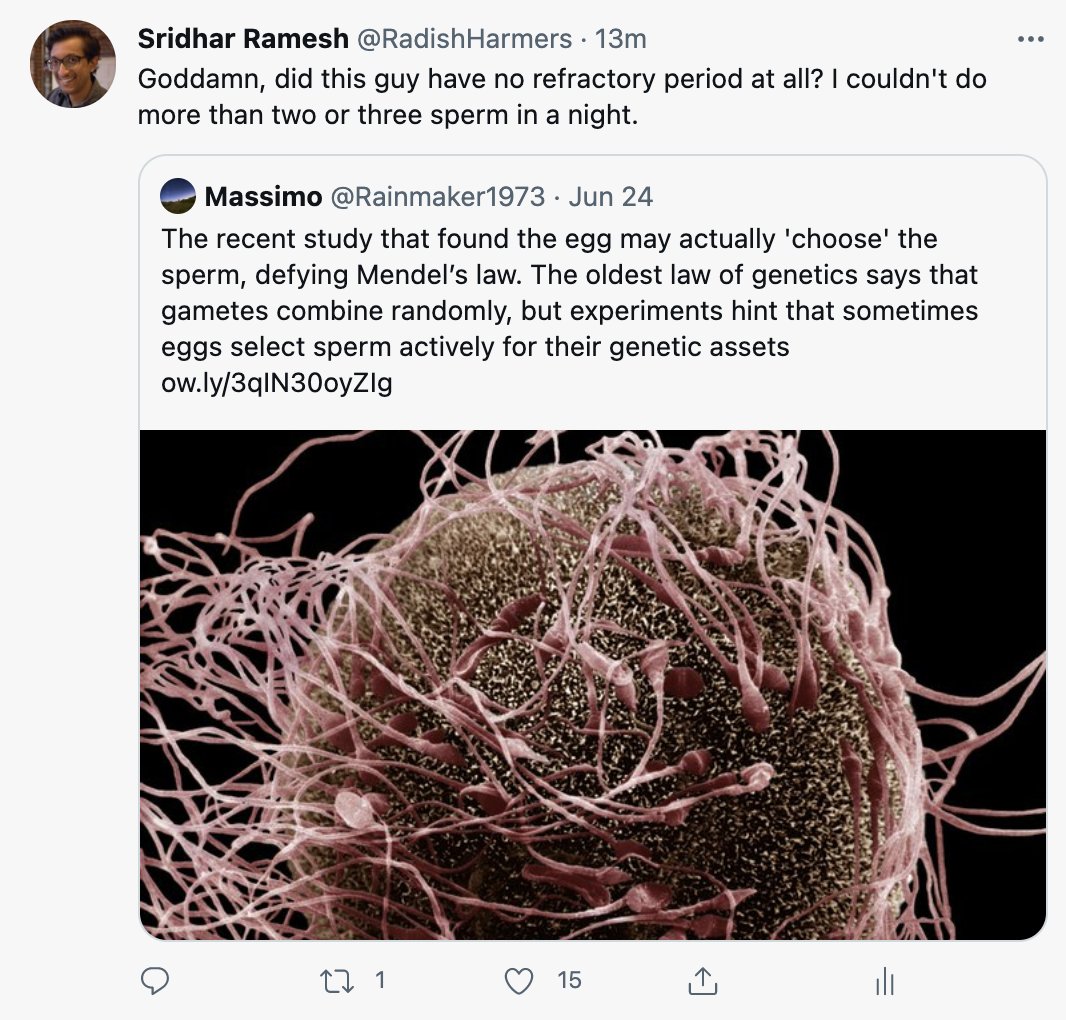 Sridhar Ramesh @RadishHarmers · 13m
Goddamn, did this guy have no refractory period at all? I couldn't do
more than two or three sperm in a night.
Massimo @Rainmaker1973 · Jun 24
The recent study that found the egg may actually 'choose' the
sperm, defying Mendel’s law. The oldest law of genetics says that
gametes combine randomly, but experiments hint that sometimes
eggs select sperm actively for their genetic assets
ow.ly/3qIN30oyZIg
1 15